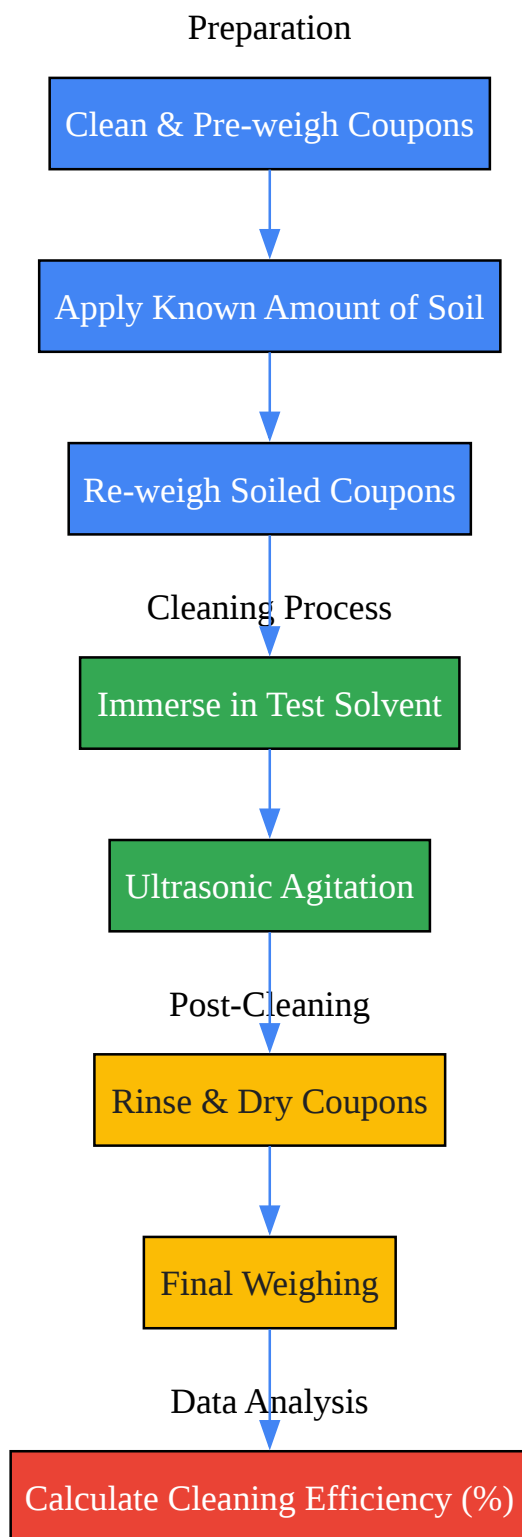 Preparation
Clean & Pre-weigh Coupons
Apply Known Amount of Soil
Re-weigh Soiled Coupons
Cleaning Process
Immerse in Test Solvent
Ultrasonic Agitation
Post-Cleaning
Rinse & Dry Coupons
Final Weighing
Data Analysis
Calculate Cleaning Efficiency (%)